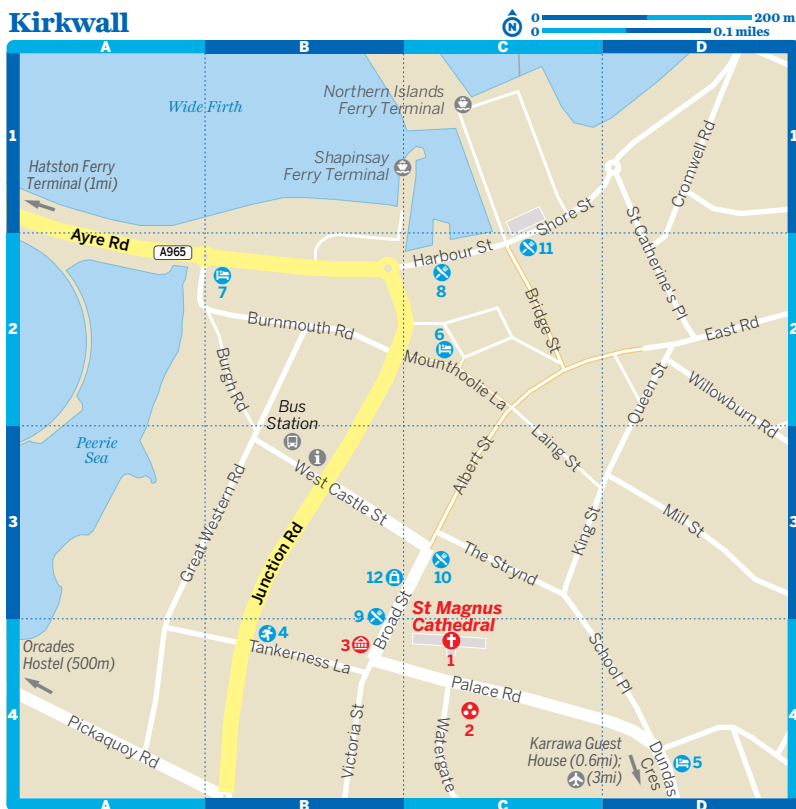 Kirkwall
N
0 200 m
0 0.1 miles
A B C D
1 1
2 2
3 3
4 4
Wide Firth
Northern Islands
Ferry Terminal
Shapinsay
Ferry Terminal
Hatston Ferry
Terminal (1mi)
Cromwell Rd
Shore St
St Catherine's Pl
Ayre Rd
A965
Harbour St
11
7
8
Bridge St
Burnmouth Rd
6
East Rd
Mounthoolie La
Burgh Rd
Queen St
Willowburn Rd
Bus
Station
i
Peerie
Sea
Albert St
Laing St
West Castle St
Great Western Rd
Mill St
King St
Junction Rd
The Strynd
10
12
9
Broad St
St Magnus
Cathedral
4
3
1
Orcades
Hostel (500m)
Tankerness La
School Pl
Palace Rd
Pickaquoy Rd
Victoria St
Watergate
2
Karrawa Guest
House (0.6mi);
(3mi)
Dundas
Cres
5
A B C D